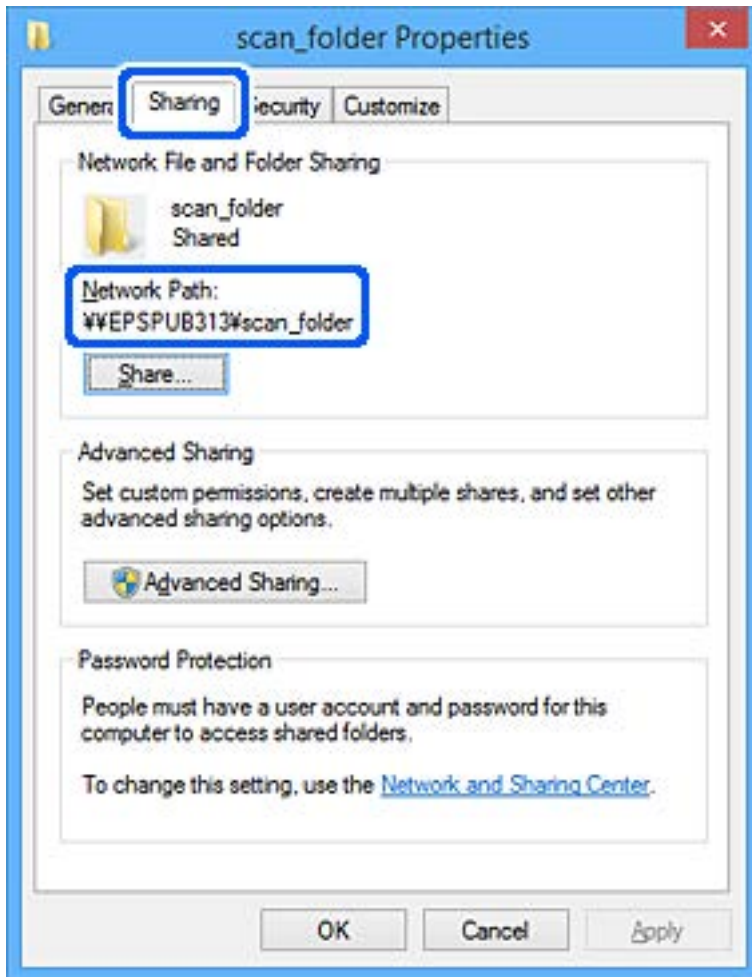 scan_folder Properties
Sharing
Customize
Network File and Folder Sharing
scan_folder
Shared
Network Path:
¥¥EPSPUB313¥scan_folder
Share...
Advanced Sharing
Set custom permissions, create multiple shares, and set other
advanced sharing options.
Advanced Sharing...
Password Protection
People must have a user account and password for this
computer to access shared folders.
To change this setting, use the Network and Sharing Center.
OK
Cancel
Apply